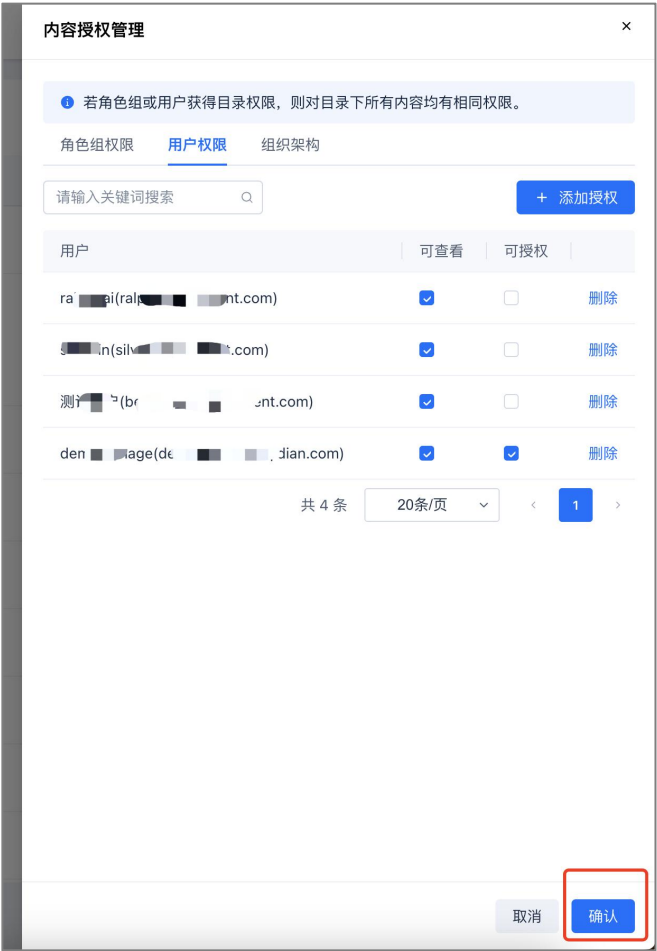 内容授权管理
若角色组或用户获得目录权限，则对目录下所有内容均有相同权限。
角色组权限 用户权限 组织架构
请输入关键词搜索 + 添加授权
用户 可查看 可授权
删除
删除
删除
删除
共 4 条 20条/页 < 1 >
取消 确认